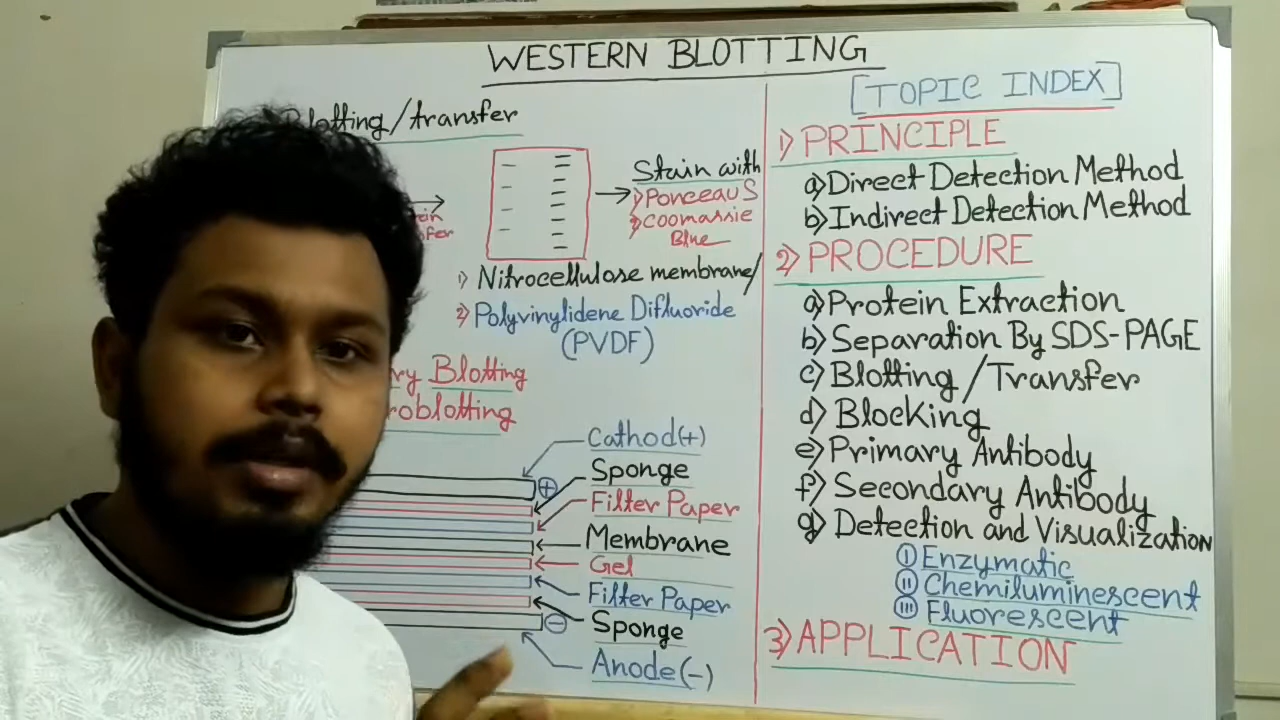 WESTERN BLOTTING
Blotting/transfer
Stain with
1) Ponceau S
2) Coomassie
Blue
1) Nitrocellulose membrane/
2) Polyvinylidene Difluoride
(PVDF)
Blotting
Cathod(+)
+
Sponge
Filter Paper
Membrane
Gel
Filter Paper
Sponge
−
Anode(-)
[TOPIC INDEX]
1) PRINCIPLE
a) Direct Detection Method
b) Indirect Detection Method
2) PROCEDURE
a) Protein Extraction
b) Separation By SDS-PAGE
c) Blotting/Transfer
d) Blocking
e) Primary Antibody
f) Secondary Antibody
g) Detection and Visualization
(i) Enzymatic
(ii) Chemiluminescent
(iii) Fluorescent
3) APPLICATION